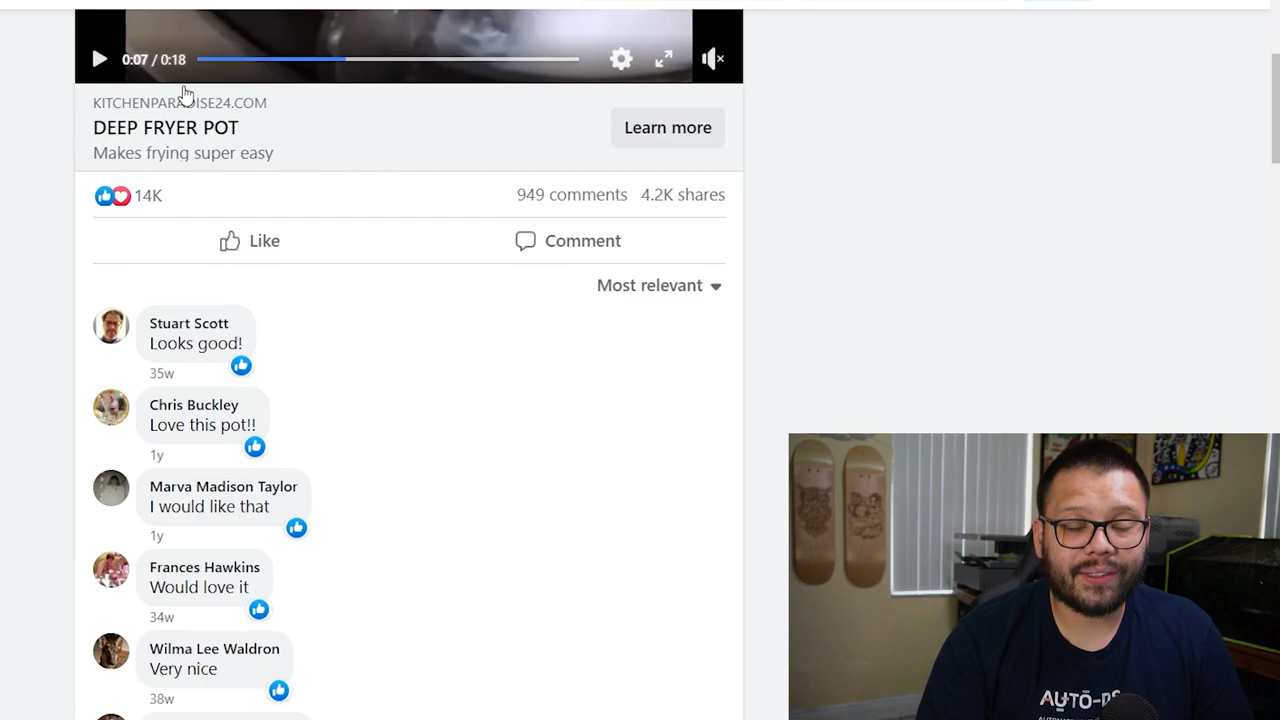 0:07 / 0:18
KITCHENPARADISE24.COM
DEEP FRYER POT
Learn more
Makes frying super easy
14K
949 comments 4.2K shares
Like
Comment
Most relevant
Stuart Scott
Looks good!
35w
Chris Buckley
Love this pot!!
1y
Marva Madison Taylor
I would like that
1y
Frances Hawkins
Would love it
34w
Wilma Lee Waldron
Very nice
38w
AUTO-DS